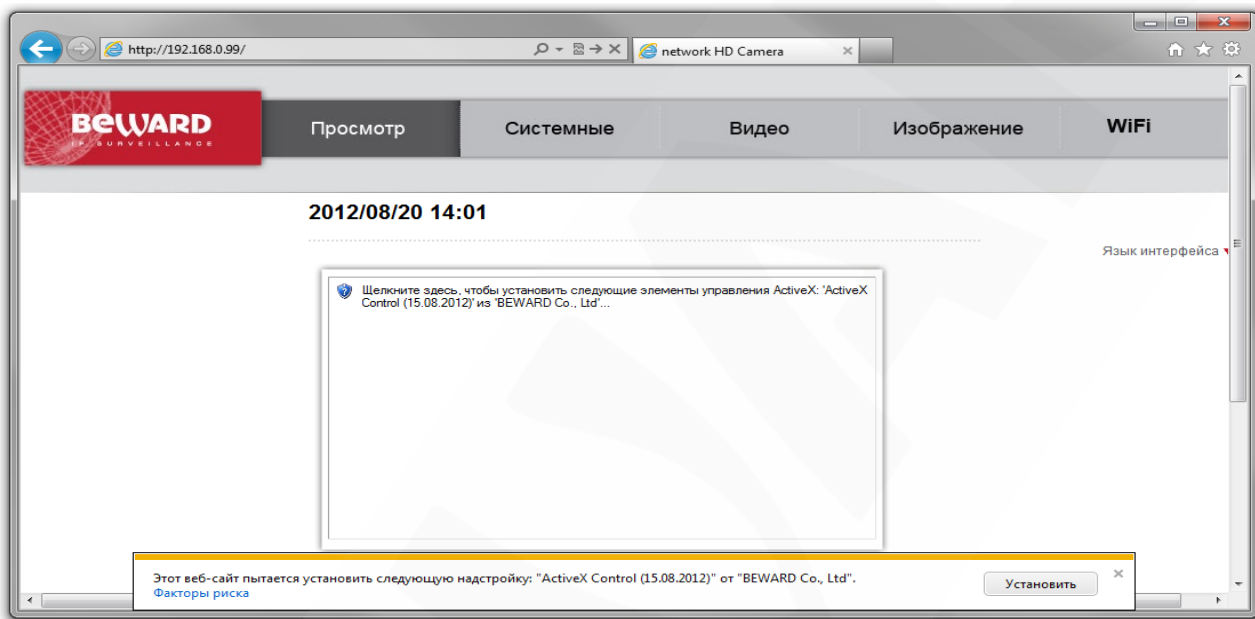 http://192.168.0.99/
network HD Camera
BEWARD
IP SURVEILLANCE
Просмотр
Системные
Видео
Изображение
WiFi
2012/08/20 14:01
Язык интерфейса
Щелкните здесь, чтобы установить следующие элементы управления ActiveX: 'ActiveX
Control (15.08.2012)' из 'BEWARD Co., Ltd'...
Этот веб-сайт пытается установить следующую надстройку: "ActiveX Control (15.08.2012)" от "BEWARD Co., Ltd".
Факторы риска
Установить